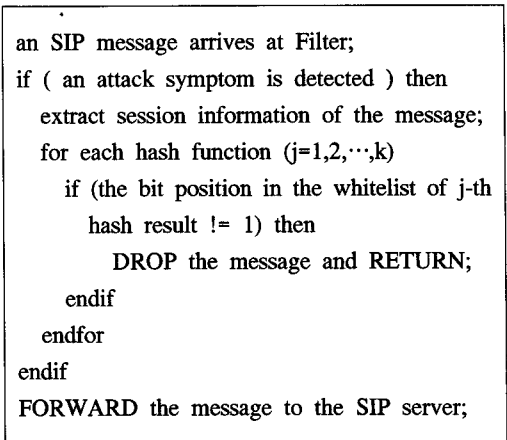 an SIP message arrives at Filter;
if ( an attack symptom is detected ) then
extract session information of the message;
for each hash function (j=1,2,···,k)
if (the bit position in the whitelist of j-th
hash result != 1) then
DROP the message and RETURN;
endif
endfor
endif
FORWARD the message to the SIP server;